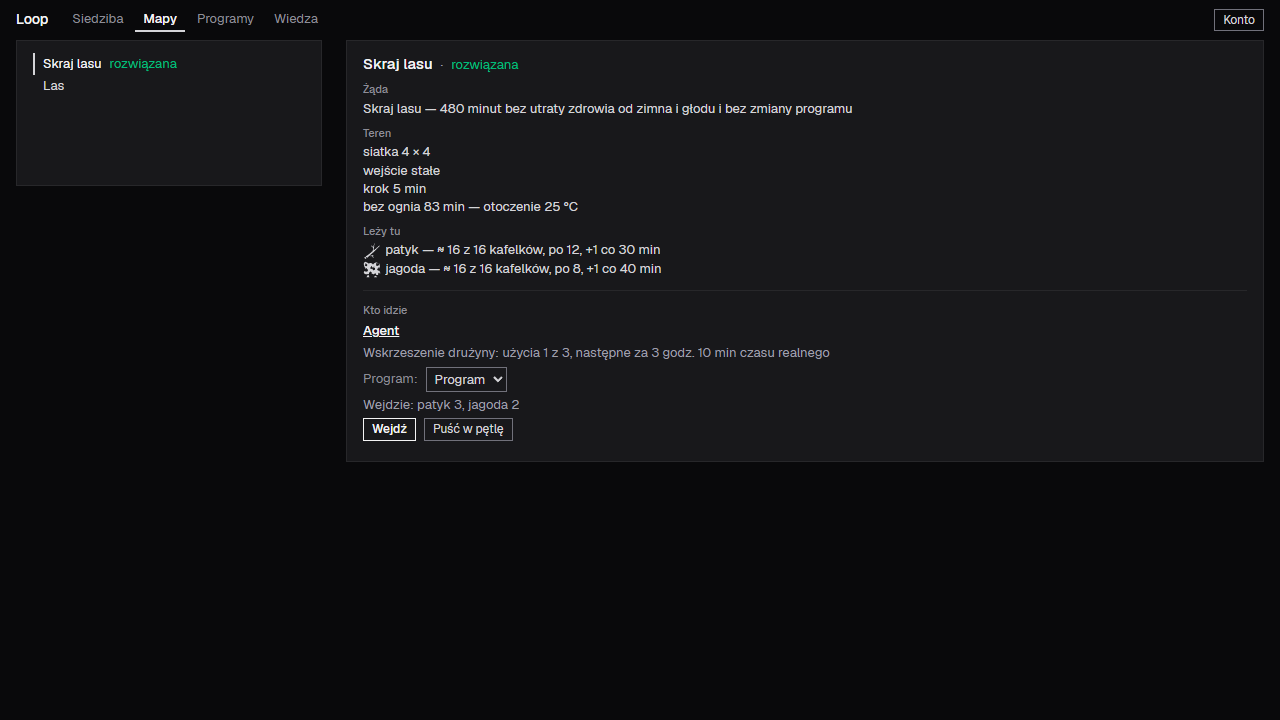 Loop Siedziba Mapy Programy Wiedza Konto
Skraj lasu rozwiązana
Las
Skraj lasu · rozwiązana
Żąda
Skraj lasu — 480 minut bez utraty zdrowia od zimna i głodu i bez zmiany programu
Teren
siatka 4 × 4
wejście stałe
krok 5 min
bez ognia 83 min — otoczenie 25 °C
Leży tu
patyk — ≈ 16 z 16 kafelków, po 12, +1 co 30 min
jagoda — ≈ 16 z 16 kafelków, po 8, +1 co 40 min
Kto idzie
Agent
Wskrzeszenie drużyny: użycia 1 z 3, następne za 3 godz. 10 min czasu realnego
Program: Program
Wejdzie: patyk 3, jagoda 2
Wejdź Puść w pętlę